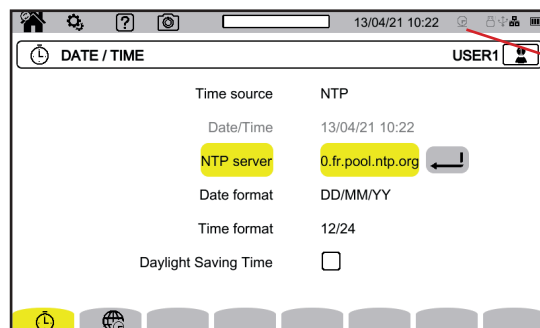 ? 13/04/21 10:22
DATE / TIME USER1
Time source NTP
Date/Time 13/04/21 10:22
NTP server 0.fr.pool.ntp.org
Date format DD/MM/YY
Time format 12/24
Daylight Saving Time